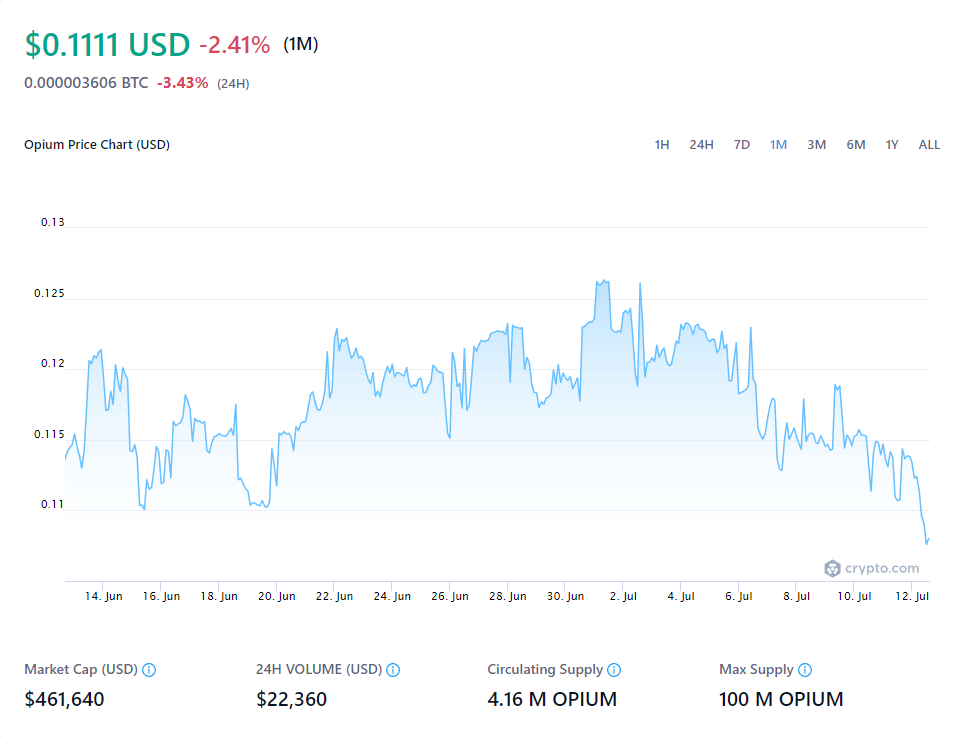 $0.1111 USD -2.41% (1M)
0.000003606 BTC -3.43% (24H)
Opium Price Chart (USD) 1H 24H 7D 1M 3M 6M 1Y ALL
0.13
0.125
0.12
0.115
0.11
crypto.com
14. Jun 16. Jun 18. Jun 20. Jun 22. Jun 24. Jun 26. Jun 28. Jun 30. Jun 2. Jul 4. Jul 6. Jul 8. Jul 10. Jul 12. Jul
Market Cap (USD) 24H VOLUME (USD) Circulating Supply Max Supply
$461,640 $22,360 4.16 M OPIUM 100 M OPIUM